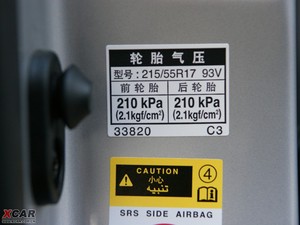 轮胎气压
型号: 215/55R17 93V
前轮胎 后轮胎
210 kPa 210 kPa
(2.1kgf/cm²) (2.1kgf/cm²)
33820 C3
CAUTION
小心
تنبيه
4
SRS SIDE AIRBAG
XCAR